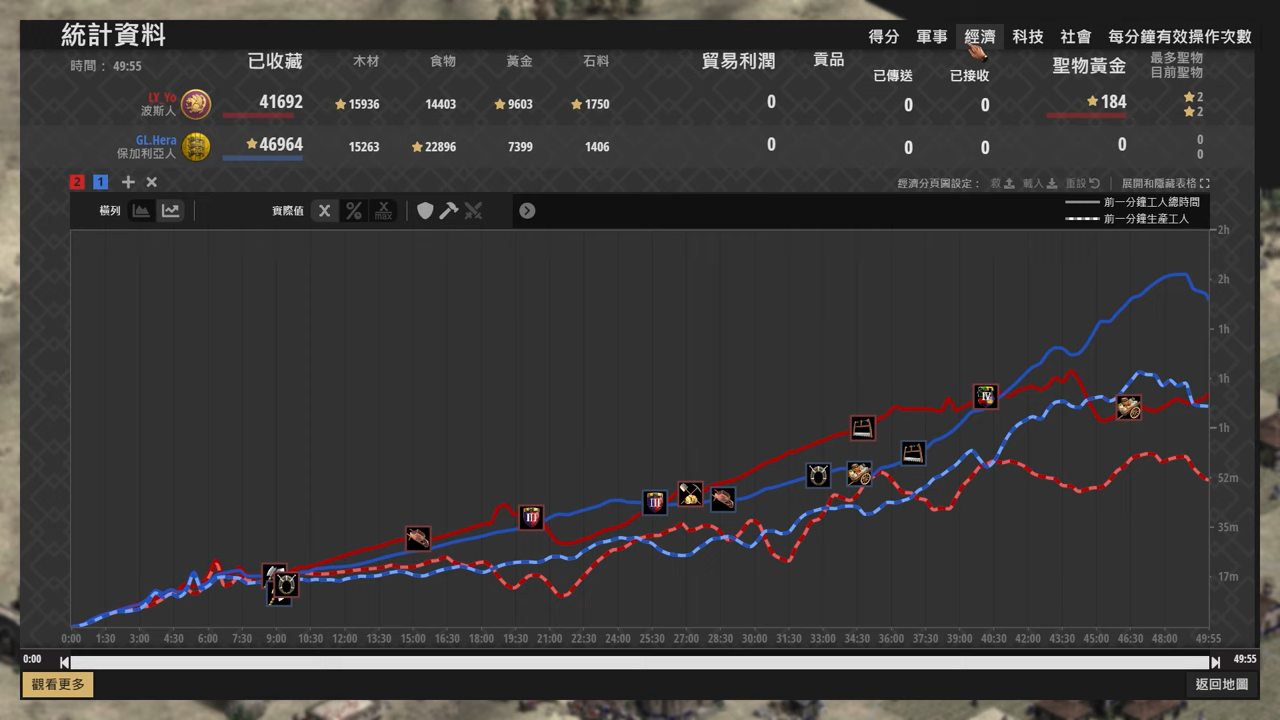 統計資料
得分 軍事 經濟 科技 社會 每分鐘有效操作次數
時間： 49:55
已收藏 木材 食物 黃金 石料 貿易利潤 貢品 已傳送 已接收 聖物黃金 最多聖物 目前聖物
LY_Yo
波斯人
41692 15936 14403 9603 1750 0 0 0 184 2
2
GL.Hera
保加利亞人
46964 15263 22896 7399 1406 0 0 0 0 0
0
2 1
經濟分頁圖設定： 載入 重設 展開和隱藏表格
橫列 實際值 X % X max
前一分鐘工人總時間
前一分鐘生產工人
2h
2h
1h
1h
1h
52m
35m
17m
III III IV
0:00 1:30 3:00 4:30 6:00 7:30 9:00 10:30 12:00 13:30 15:00 16:30 18:00 19:30 21:00 22:30 24:00 25:30 27:00 28:30 30:00 31:30 33:00 34:30 36:00 37:30 39:00 40:30 42:00 43:30 45:00 46:30 48:00 49:55
0:00 49:55
觀看更多 返回地圖